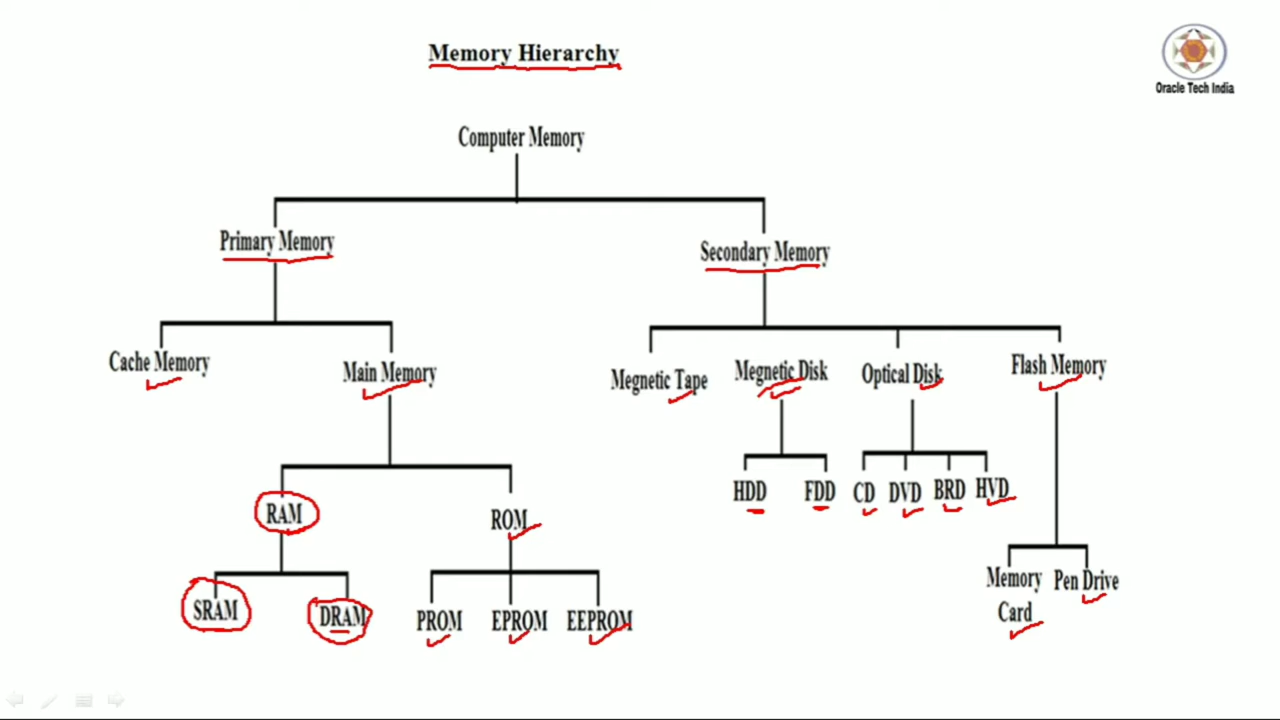 Memory Hierarchy
Oracle Tech India
Computer Memory
Primary Memory
Secondary Memory
Cache Memory
Main Memory
Megnetic Tape
Megnetic Disk
Optical Disk
Flash Memory
RAM
ROM
HDD
FDD
CD
DVD
BRD
HVD
SRAM
DRAM
PROM
EPROM
EEPROM
Memory
Card
Pen Drive